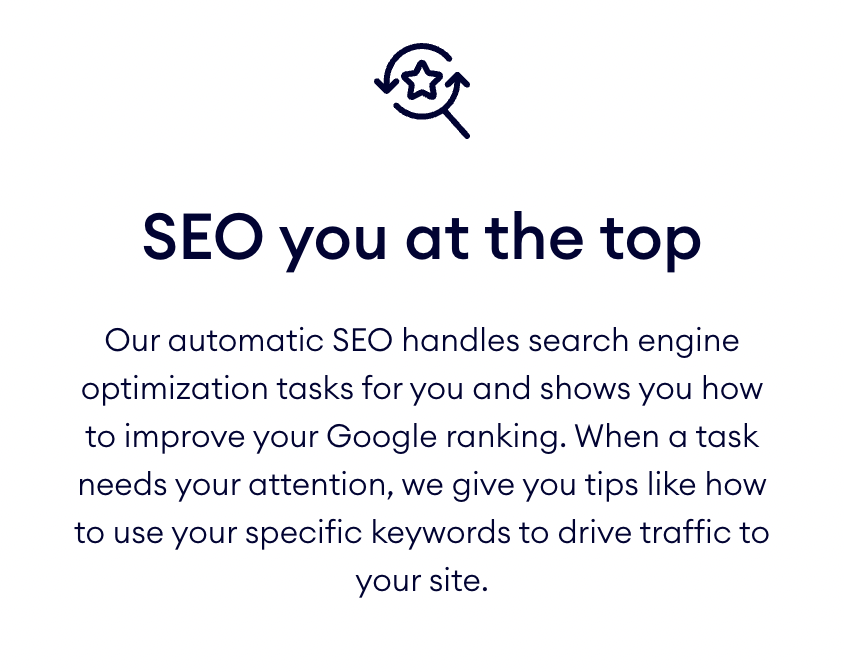 SEO you at the top
Our automatic SEO handles search engine
optimization tasks for you and shows you how
to improve your Google ranking. When a task
needs your attention, we give you tips like how
to use your specific keywords to drive traffic to
your site.